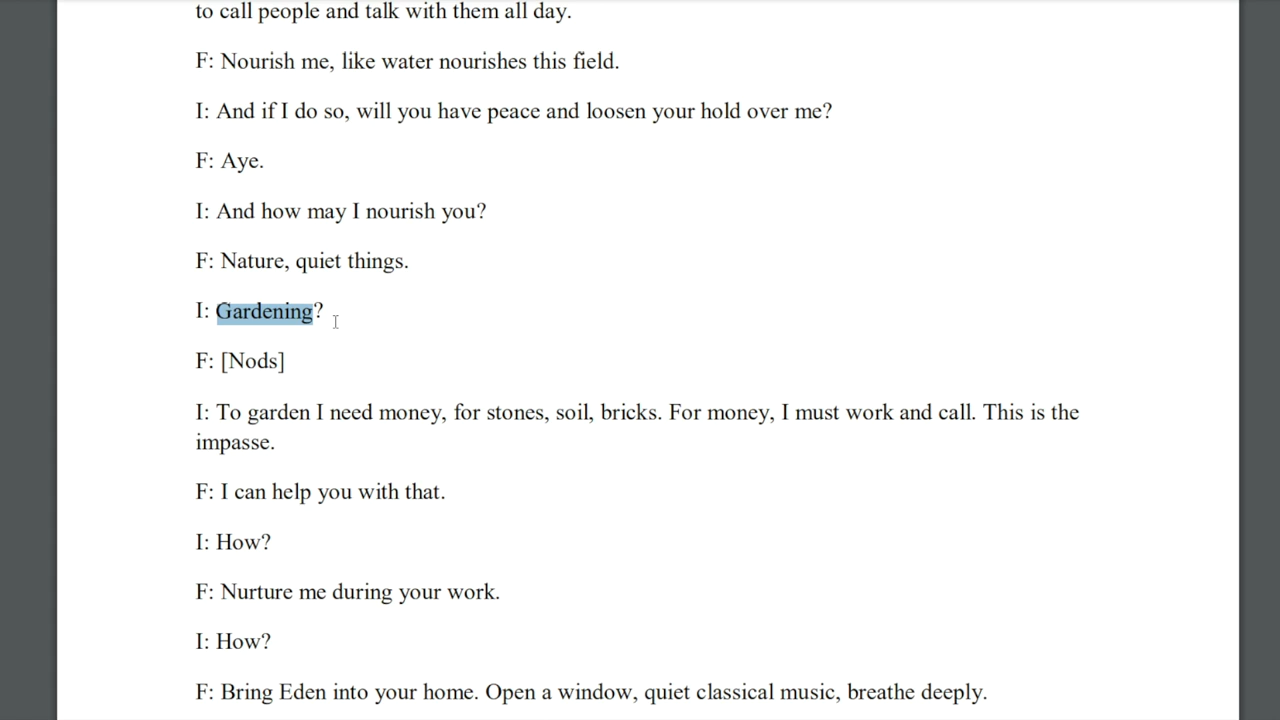 to call people and talk with them all day.
F: Nourish me, like water nourishes this field.
I: And if I do so, will you have peace and loosen your hold over me?
F: Aye.
I: And how may I nourish you?
F: Nature, quiet things.
I: Gardening?
F: [Nods]
I: To garden I need money, for stones, soil, bricks. For money, I must work and call. This is the
impasse.
F: I can help you with that.
I: How?
F: Nurture me during your work.
I: How?
F: Bring Eden into your home. Open a window, quiet classical music, breathe deeply.